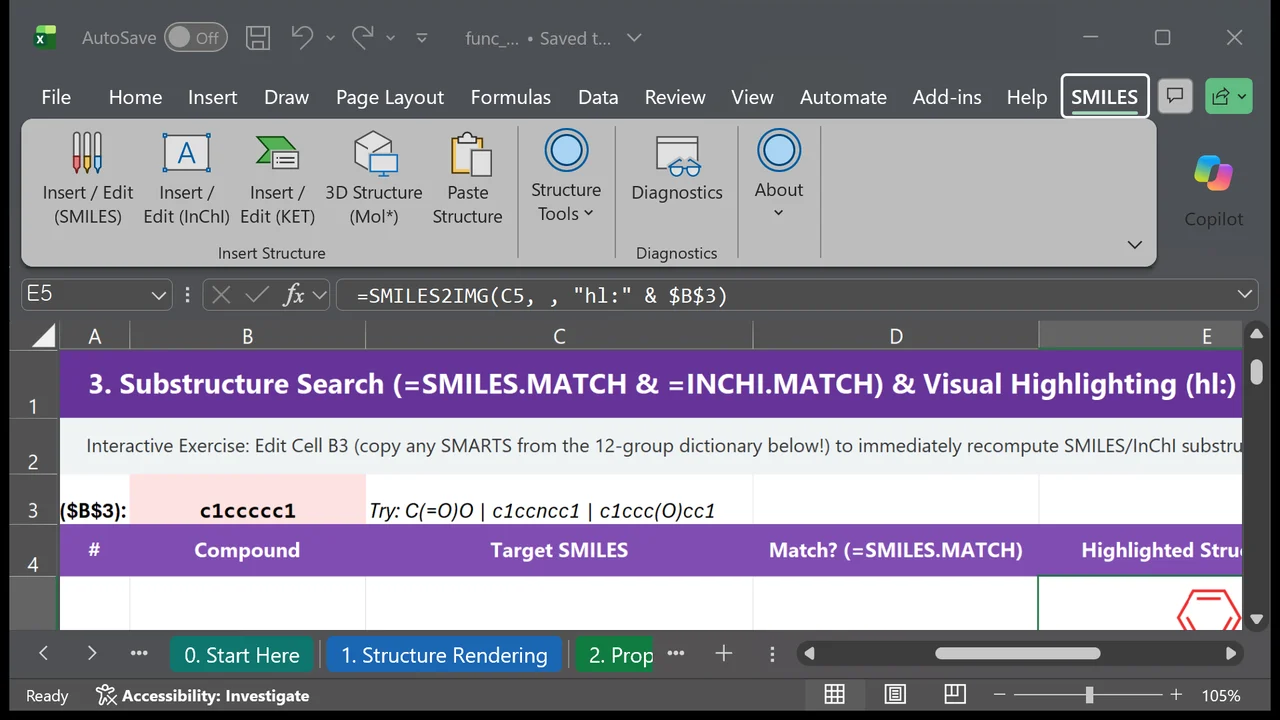 AutoSave Off func_... • Saved t...
File Home Insert Draw Page Layout Formulas Data Review View Automate Add-ins Help SMILES
Insert / Edit (SMILES)
Insert / Edit (InChI)
Insert / Edit (KET)
3D Structure (Mol*)
Paste Structure
Structure Tools
Diagnostics
About
Copilot
Insert Structure
Diagnostics
E5 fx =SMILES2IMG(C5, , "hl:" & $B$3)
A B C D E
1 3. Substructure Search (=SMILES.MATCH & =INCHI.MATCH) & Visual Highlighting (hl:)
2 Interactive Exercise: Edit Cell B3 (copy any SMARTS from the 12-group dictionary below!) to immediately recompute SMILES/InChI substru
3 ($B$3): c1ccccc1 Try: C(=O)O | c1ccncc1 | c1ccc(O)cc1
4 # Compound Target SMILES Match? (=SMILES.MATCH) Highlighted Stru
0. Start Here 1. Structure Rendering 2. Prop
Ready Accessibility: Investigate 105%